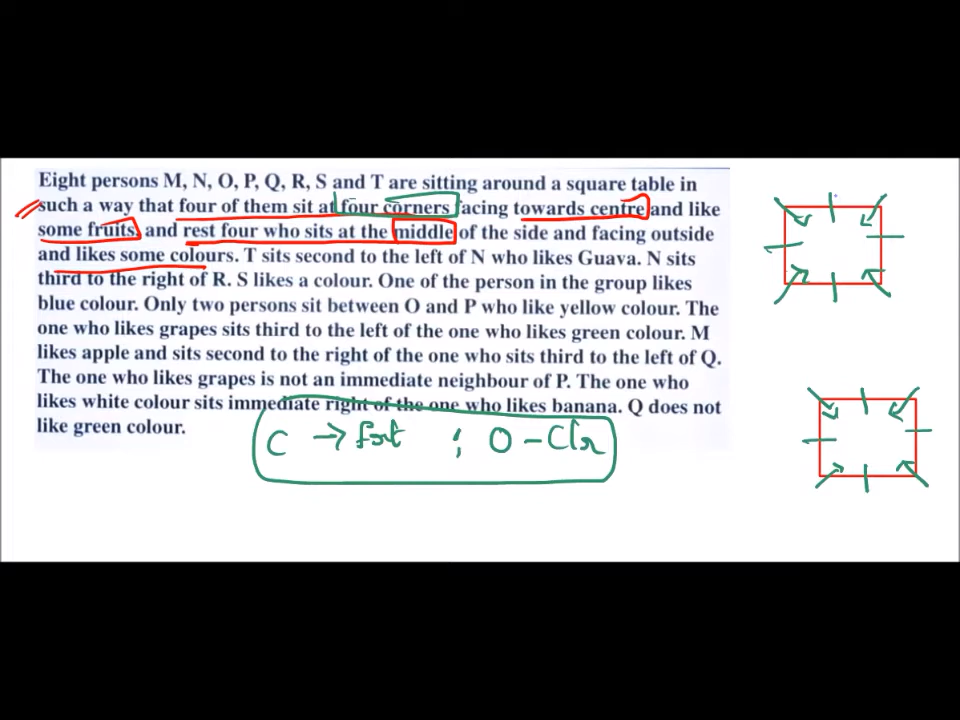 Eight persons M, N, O, P, Q, R, S and T are sitting around a square table in
such a way that four of them sit at four corners facing towards centre and like
some fruits, and rest four who sits at the middle of the side and facing outside
and likes some colours. T sits second to the left of N who likes Guava. N sits
third to the right of R. S likes a colour. One of the person in the group likes
blue colour. Only two persons sit between O and P who like yellow colour. The
one who likes grapes sits third to the left of the one who likes green colour. M
likes apple and sits second to the right of the one who sits third to the left of Q.
The one who likes grapes is not an immediate neighbour of P. The one who
likes white colour sits immediate right of the one who likes banana. Q does not
like green colour.
C → ; O -